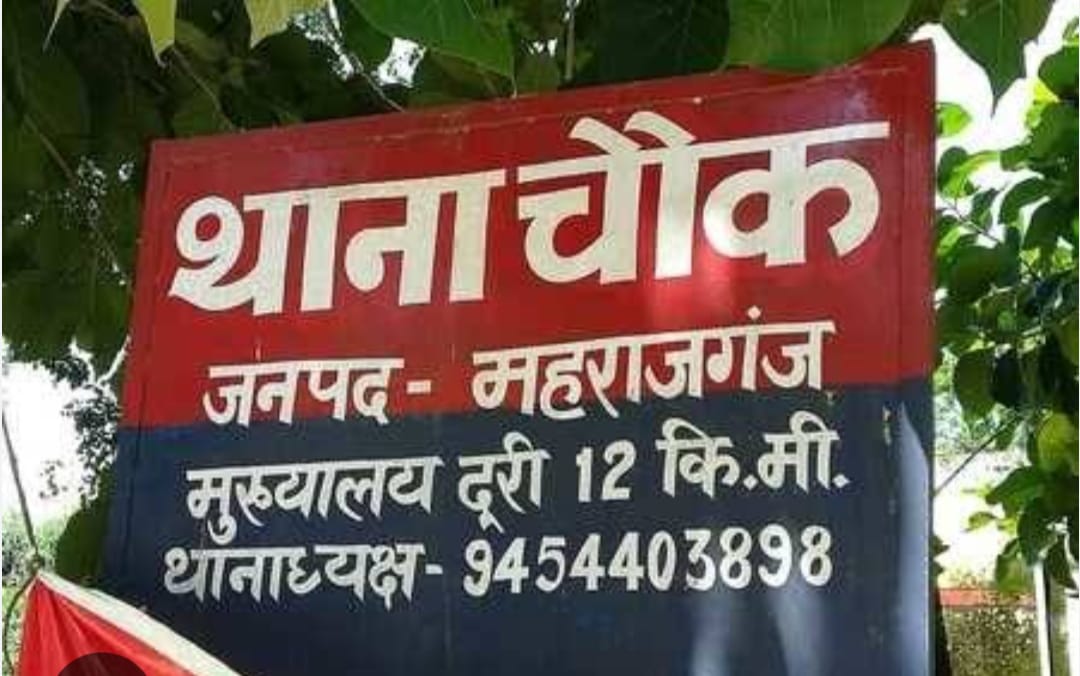 थाना चौक
जनपद- महराजगंज
मुख्यालय दूरी 12 कि.मी.
थानाध्यक्ष- 9454403898